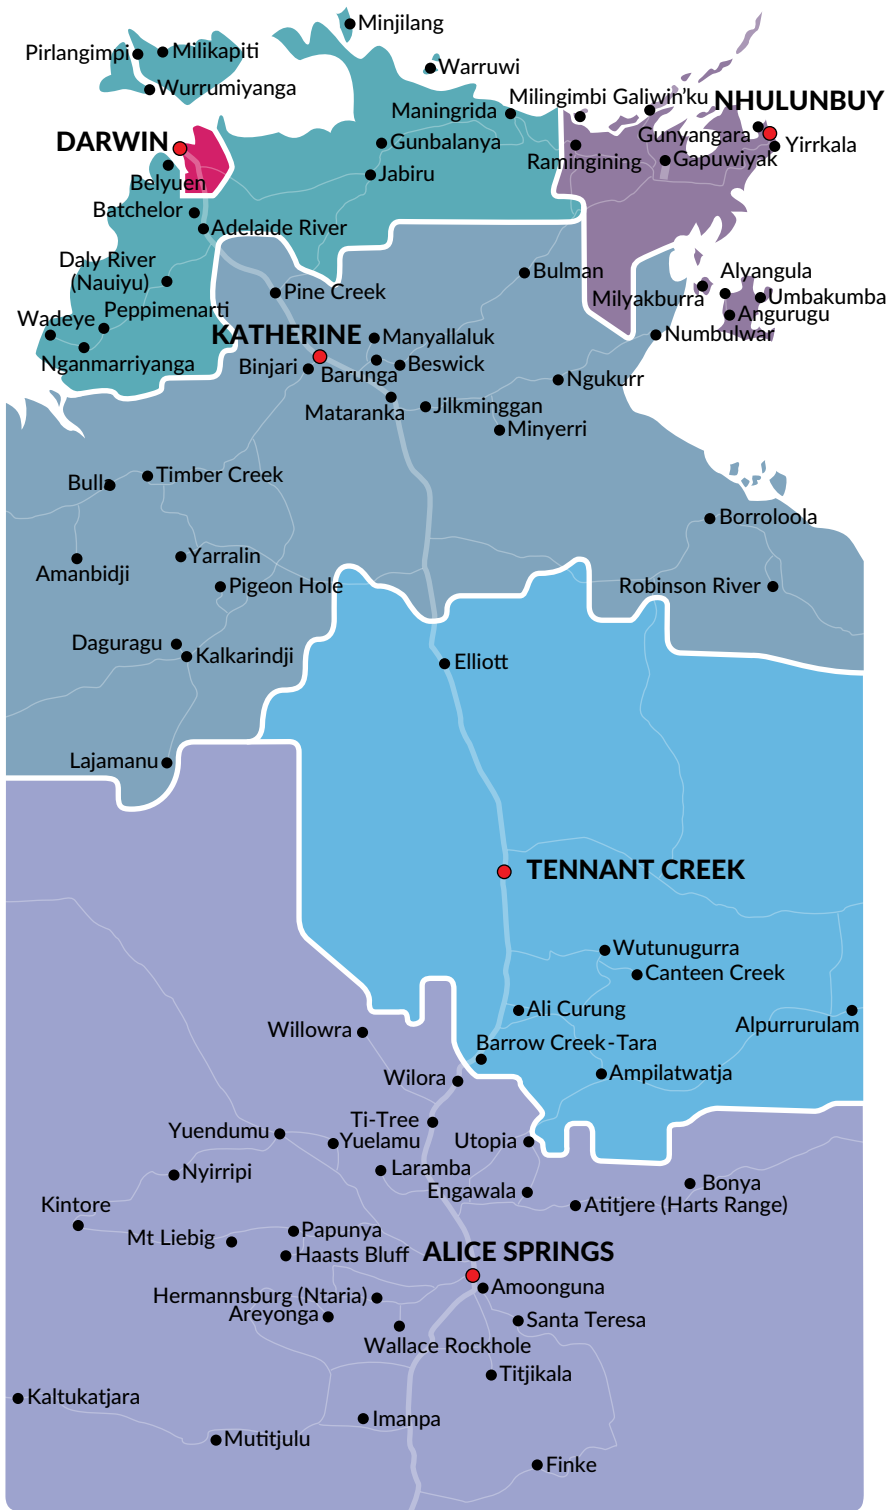 Minjilang
Pirlangimpi
Milikapiti
Warruwi
Wurrumiyanga
Milingimbi
Galiwin'ku
NHULUNBUY
Maningrida
DARWIN
Gunbalanya
Gunyangara
Yirrkala
Ramingining
Gapuwiyak
Belyuen
Jabiru
Batchelor
Adelaide River
Daly River
(Nauiyu)
Bulman
Alyangula
Pine Creek
Milyakburra
Umbakumba
Peppimenarti
Angurugu
Wadeye
KATHERINE
Manyallaluk
Numbulwar
Nganmarriyanga
Binjari
Barunga
Beswick
Ngukurr
Mataranka
Jilkminggan
Minyerri
Bulla
Timber Creek
Borroloola
Amanbidji
Yarralin
Pigeon Hole
Robinson River
Daguragu
Kalkarindji
Elliott
Lajamanu
TENNANT CREEK
Wutunugurra
Canteen Creek
Ali Curung
Alpurrurulam
Willowra
Barrow Creek-Tara
Wilora
Ampilatwatja
Ti-Tree
Yuendumu
Yuelamu
Utopia
Nyirripi
Laramba
Engawala
Bonya
Atitjere (Harts Range)
Kintore
Mt Liebig
Papunya
Haasts Bluff
ALICE SPRINGS
Amoonguna
Hermannsburg (Ntaria)
Areyonga
Santa Teresa
Wallace Rockhole
Titjikala
Kaltukatjara
Imanpa
Mutitjulu
Finke